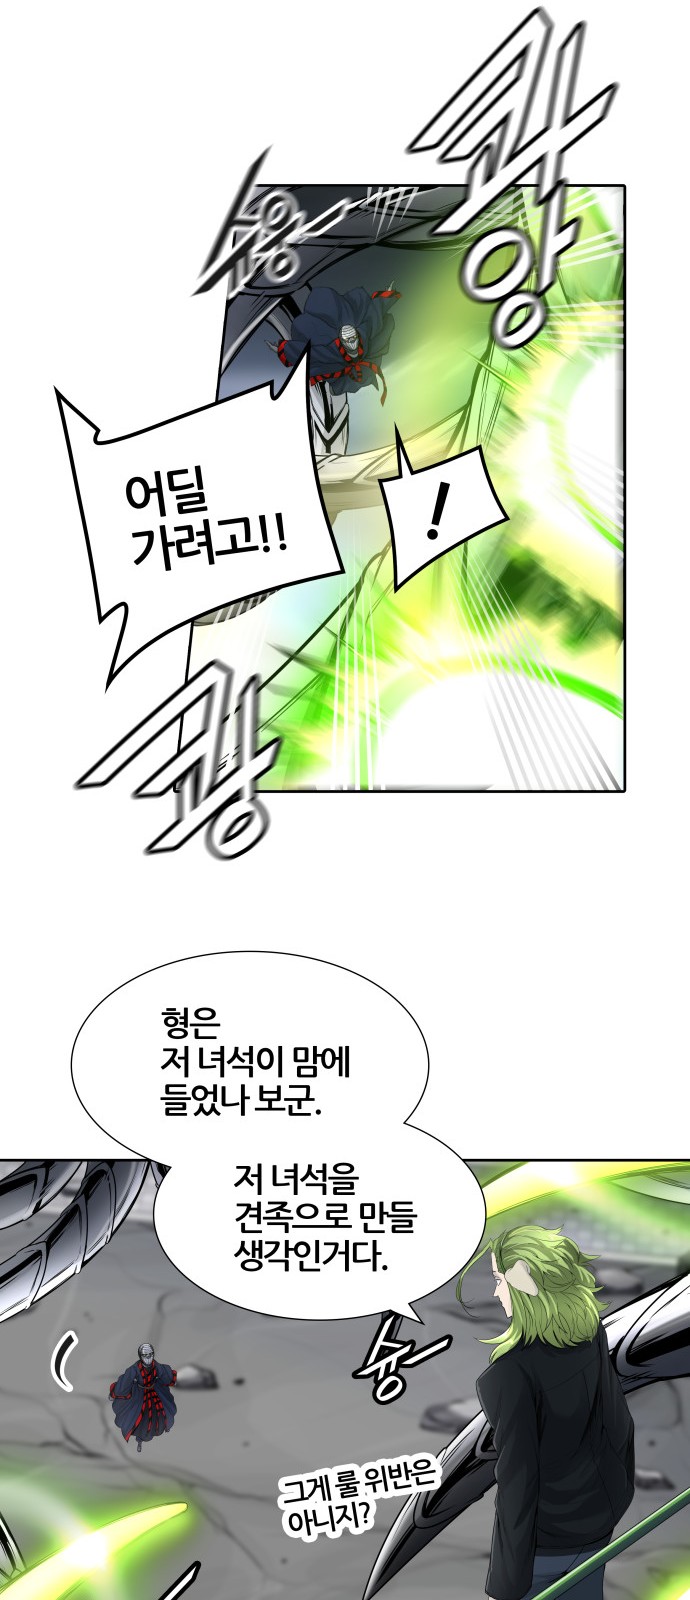 콰
앙
슈웅
어딜
가려고!!
!
쾅
형은
저 녀석이 맘에
들었나 보군.
저 녀석을
견족으로 만들
생각인거다.
슝
그게 룰 위반은
아니지?